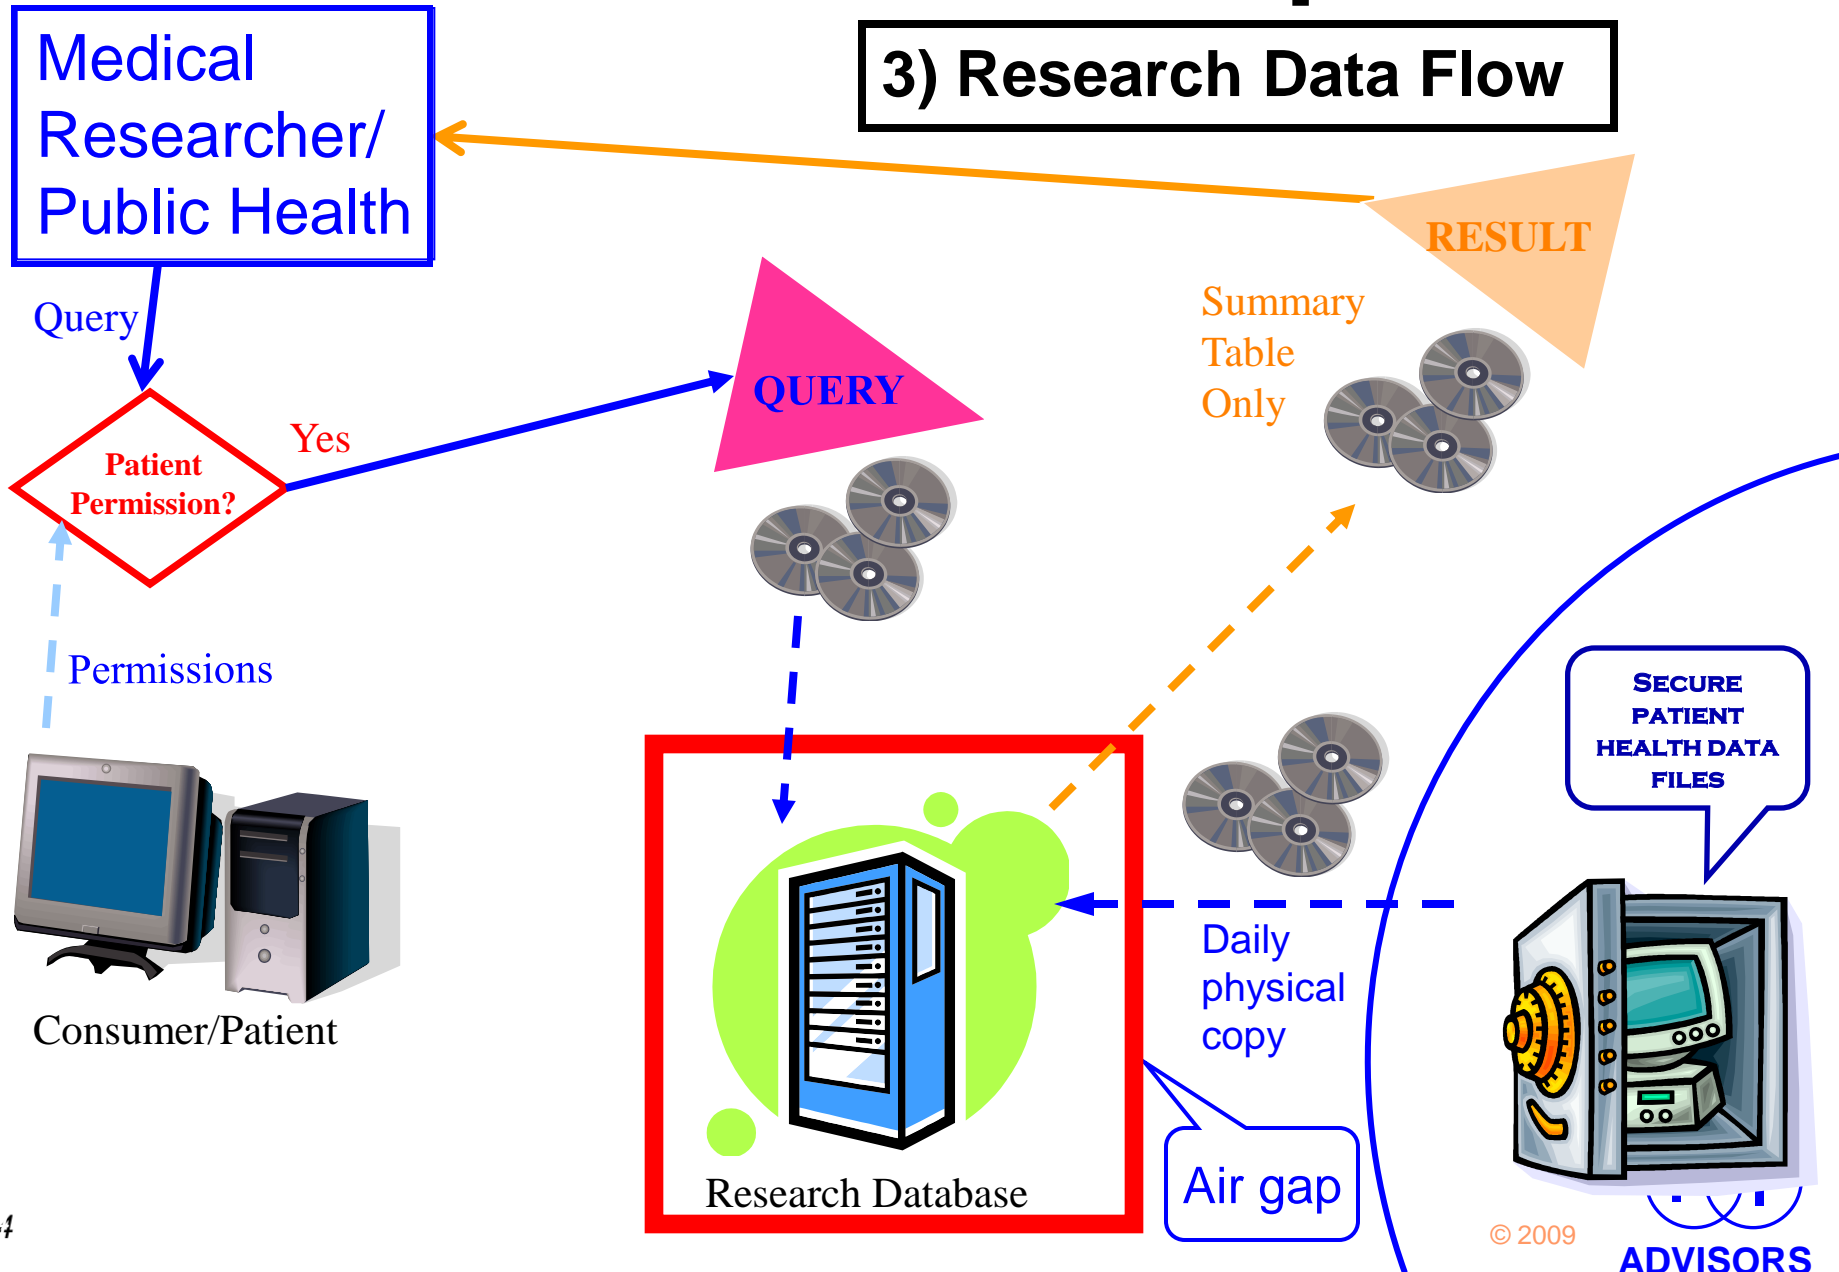 3) Research Data Flow
Medical
Researcher/
Public Health
Query
Patient
Permission?
Yes
Permissions
Consumer/Patient
QUERY
RESULT
Summary
Table
Only
Secure
patient
health data
files
Daily
physical
copy
Air gap
Research Database
© 2009
ADVISORS